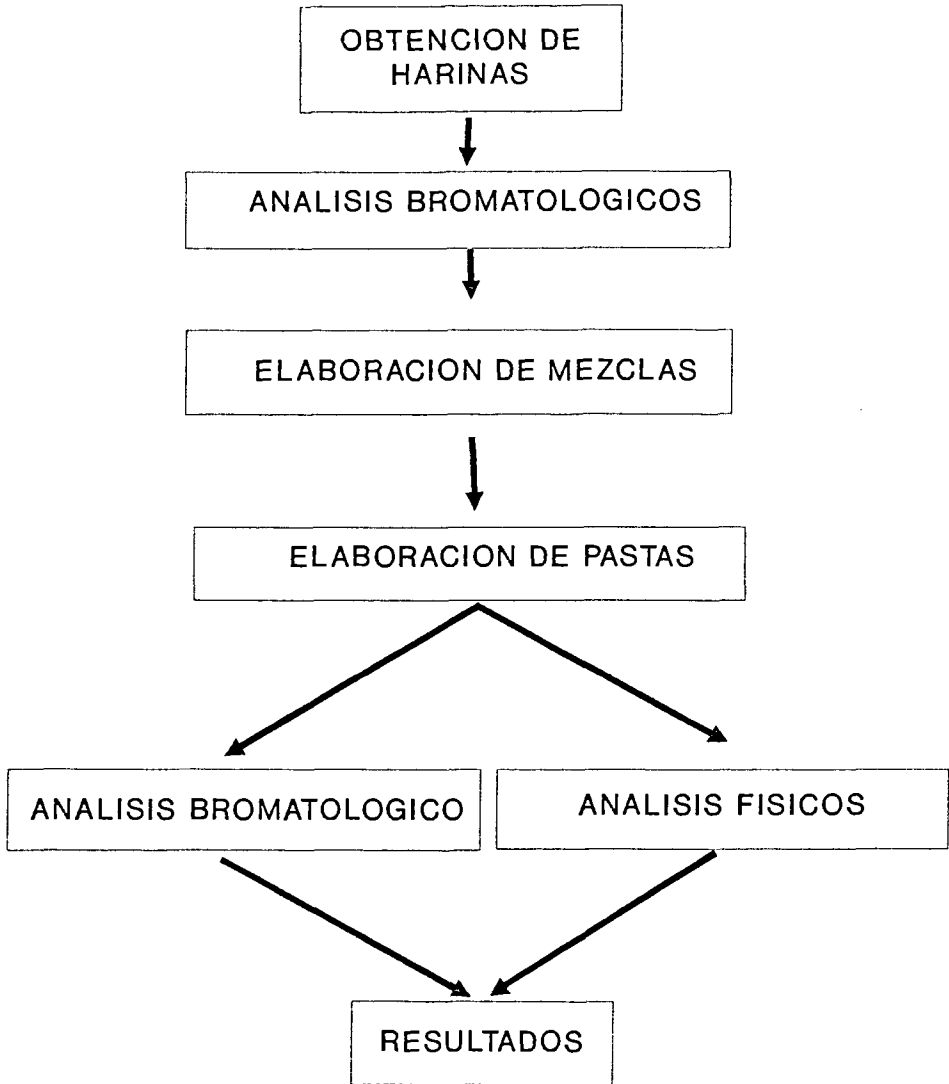 OBTENCION DE
HARINAS
ANALISIS BROMATOLOGICOS
ELABORACION DE MEZCLAS
ELABORACION DE PASTAS
ANALISIS BROMATOLOGICO
ANALISIS FISICOS
RESULTADOS